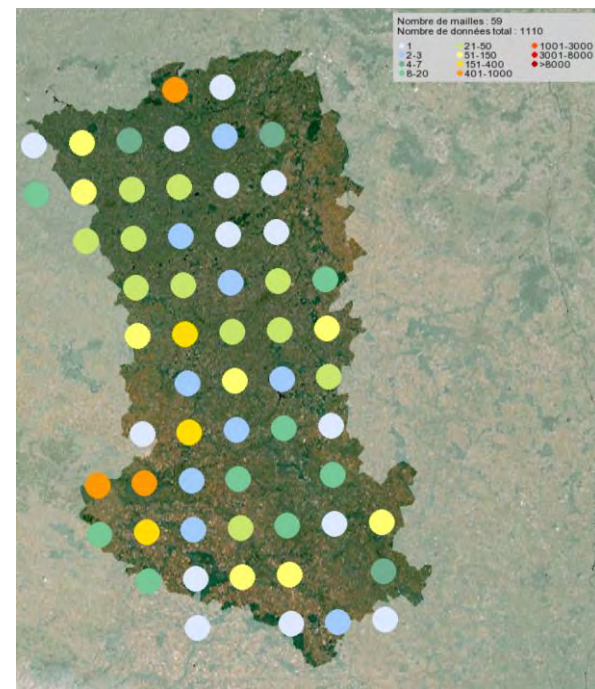 Nombre de mailles : 59
Nombre de données total : 1110
1 21-50 1001-3000
2-3 51-150 3001-8000
4-7 151-400 >8000
8-20 401-1000